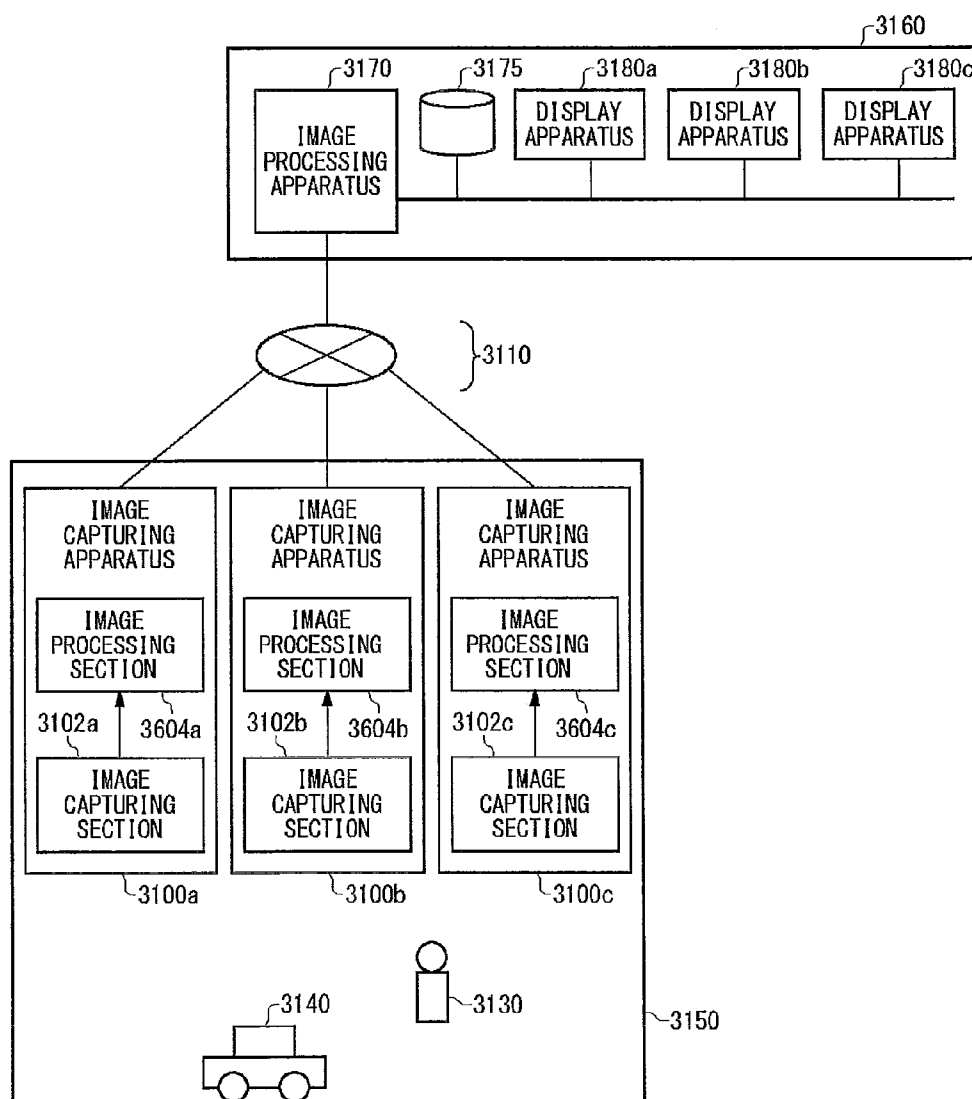 3160
3170
3175
3180a
3180b
3180c
IMAGE
PROCESSING
APPARATUS
DISPLAY
APPARATUS
DISPLAY
APPARATUS
DISPLAY
APPARATUS
3110
IMAGE
CAPTURING
APPARATUS
IMAGE
CAPTURING
APPARATUS
IMAGE
CAPTURING
APPARATUS
IMAGE
PROCESSING
SECTION
IMAGE
PROCESSING
SECTION
IMAGE
PROCESSING
SECTION
3102a
3604a
3102b
3604b
3102c
3604c
IMAGE
CAPTURING
SECTION
IMAGE
CAPTURING
SECTION
IMAGE
CAPTURING
SECTION
3100a
3100b
3100c
3130
3140
3150